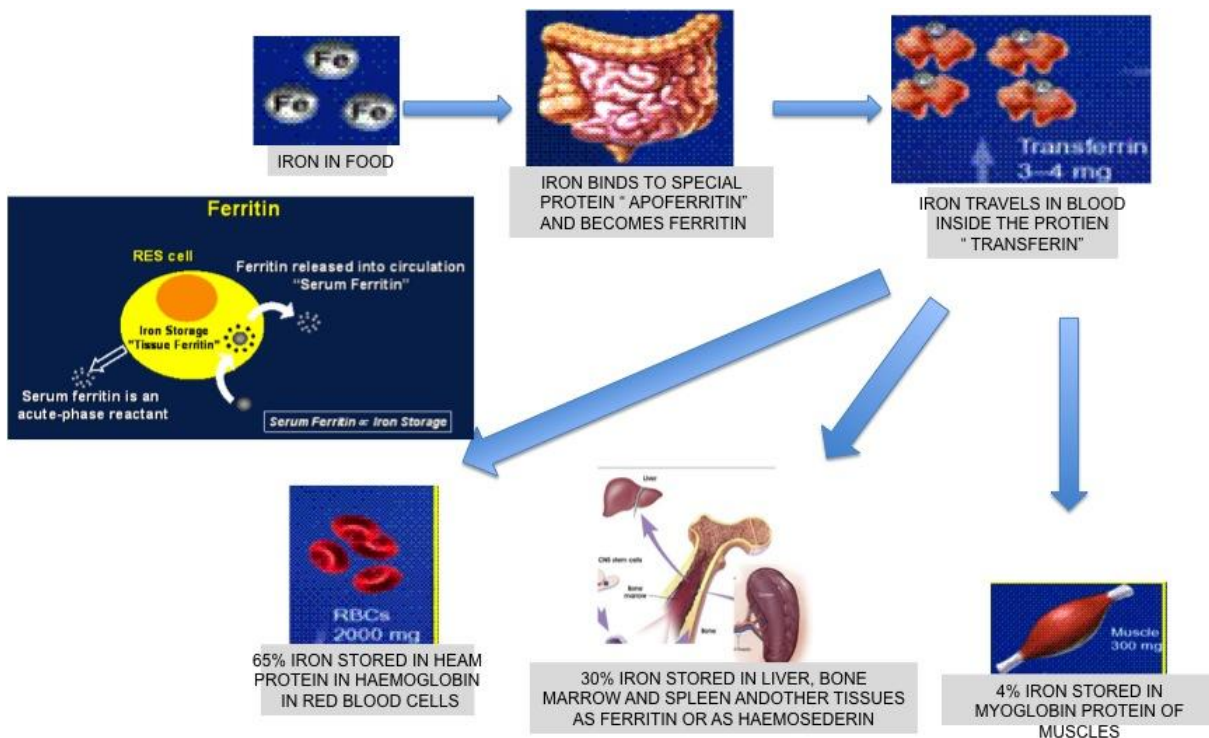 Fe
Fe
Fe
IRON IN FOOD
IRON BINDS TO SPECIAL
PROTEIN “ APOFERRITIN”
AND BECOMES FERRITIN
Transferrin
3–4 mg
IRON TRAVELS IN BLOOD
INSIDE THE PROTIEN
“ TRANSFERIN”
Ferritin
RES cell
Ferritin released into circulation
"Serum Ferritin"
Iron Storage
"Tissue Ferritin"
Serum ferritin is an
acute-phase reactant
Serum Ferritin ∝ Iron Storage
RBCs
2000 mg
65% IRON STORED IN HEAM
PROTEIN IN HAEMOGLOBIN
IN RED BLOOD CELLS
Liver
CNS stem cells
Bone
marrow
Bone
30% IRON STORED IN LIVER, BONE
MARROW AND SPLEEN ANDOTHER TISSUES
AS FERRITIN OR AS HAEMOSEDERIN
Muscle
300 mg
4% IRON STORED IN
MYOGLOBIN PROTEIN OF
MUSCLES